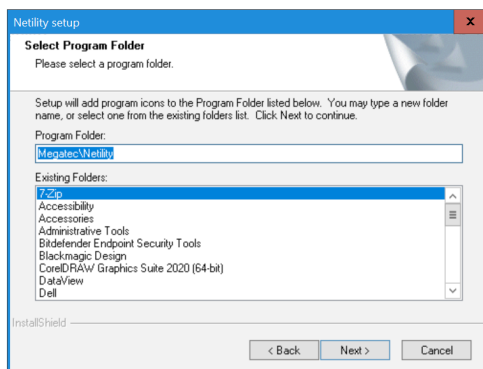 Netility setup
x
Select Program Folder
Please select a program folder.
Setup will add program icons to the Program Folder listed below. You may type a new folder
name, or select one from the existing folders list. Click Next to continue.
Program Folder:
Megatec\Netility
Existing Folders:
7-Zip
Accessibility
Accessories
Administrative Tools
Bitdefender Endpoint Security Tools
Blackmagic Design
CorelDRAW Graphics Suite 2020 (64-bit)
DataView
Dell
InstallShield
< Back Next > Cancel